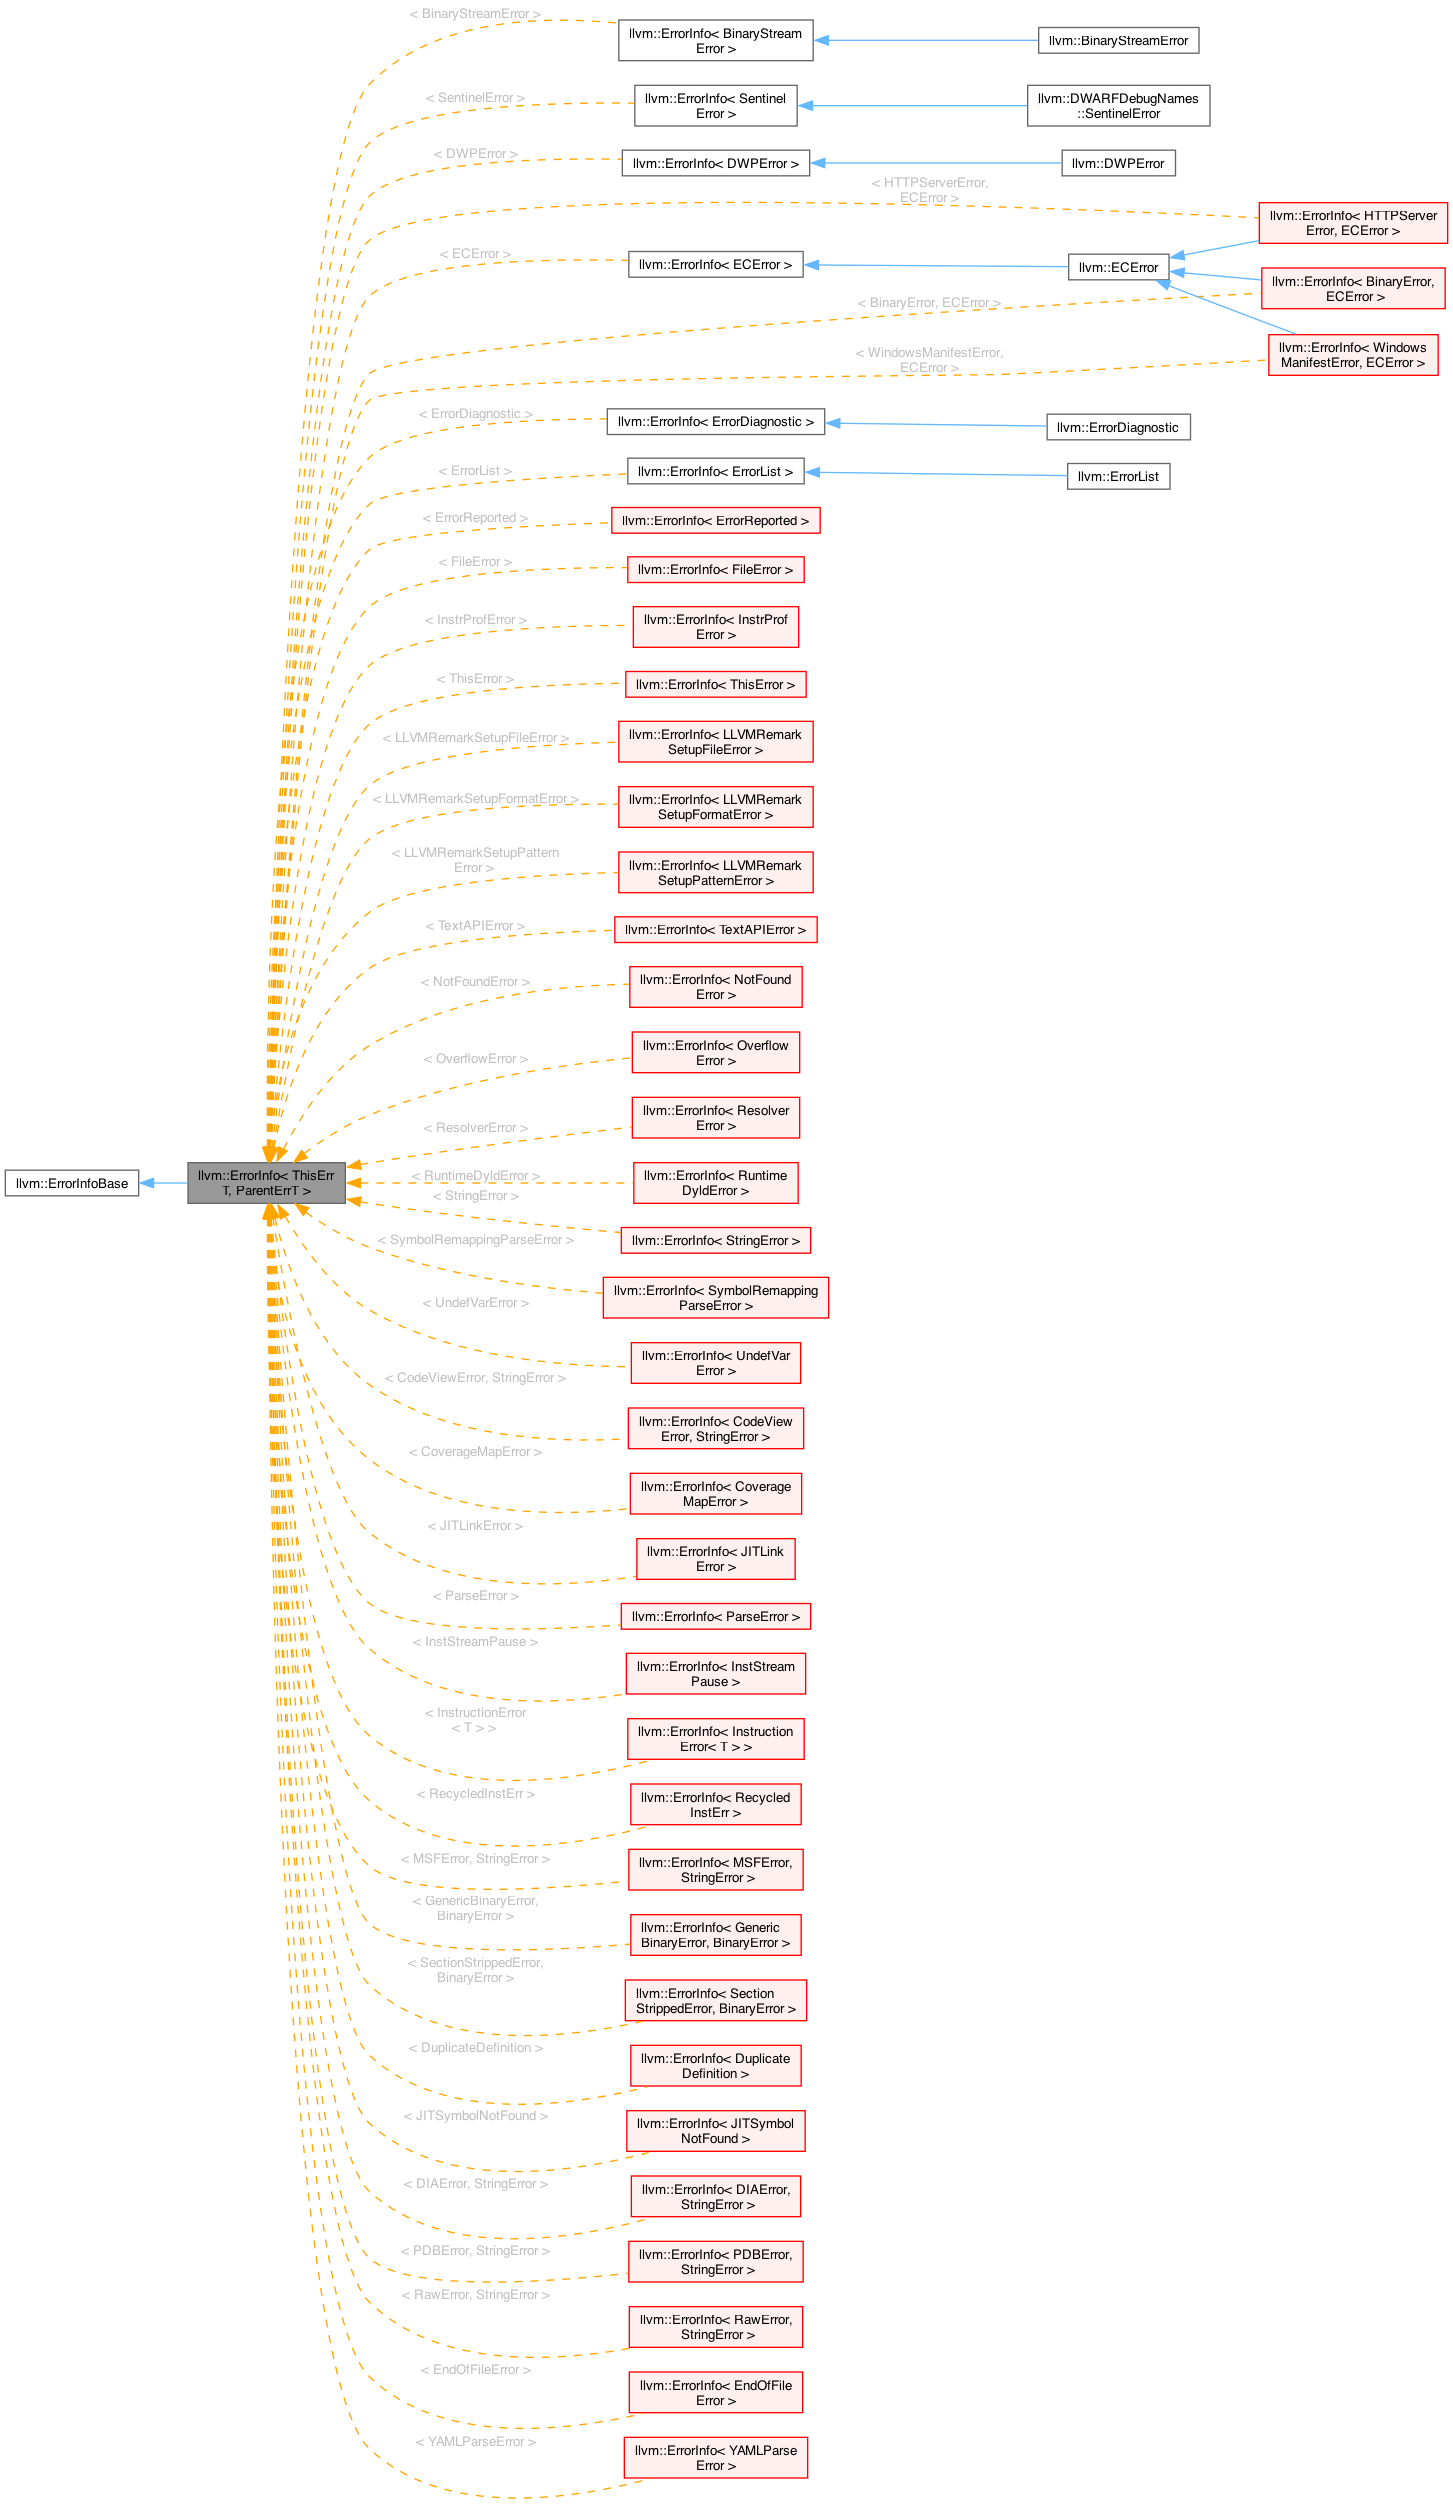 < BinaryStreamError >
llvm::ErrorInfo< BinaryStream
Error >
llvm::BinaryStreamError
< SentinelError >
llvm::ErrorInfo< Sentinel
Error >
llvm::DWARFDebugNames
::SentinelError
< DWPError >
llvm::ErrorInfo< DWPError >
llvm::DWPError
< HTTPServerError,
ECError >
llvm::ErrorInfo< HTTPServer
Error, ECError >
< ECError >
llvm::ErrorInfo< ECError >
llvm::ECError
< BinaryError, ECError >
llvm::ErrorInfo< BinaryError,
ECError >
< WindowsManifestError,
ECError >
llvm::ErrorInfo< Windows
ManifestError, ECError >
< ErrorDiagnostic >
llvm::ErrorInfo< ErrorDiagnostic >
llvm::ErrorDiagnostic
< ErrorList >
llvm::ErrorInfo< ErrorList >
llvm::ErrorList
< ErrorReported >
llvm::ErrorInfo< ErrorReported >
< FileError >
llvm::ErrorInfo< FileError >
< InstrProfError >
llvm::ErrorInfo< InstrProf
Error >
< ThisError >
llvm::ErrorInfo< ThisError >
< LLVMRemarkSetupFileError >
llvm::ErrorInfo< LLVMRemark
SetupFileError >
< LLVMRemarkSetupFormatError >
llvm::ErrorInfo< LLVMRemark
SetupFormatError >
< LLVMRemarkSetupPattern
Error >
llvm::ErrorInfo< LLVMRemark
SetupPatternError >
< TextAPIError >
llvm::ErrorInfo< TextAPIError >
< NotFoundError >
llvm::ErrorInfo< NotFound
Error >
< OverflowError >
llvm::ErrorInfo< Overflow
Error >
< ResolverError >
llvm::ErrorInfo< Resolver
Error >
llvm::ErrorInfoBase
llvm::ErrorInfo< ThisErr
T, ParentErrT >
< RuntimeDyldError >
llvm::ErrorInfo< Runtime
DyldError >
< StringError >
llvm::ErrorInfo< StringError >
< SymbolRemappingParseError >
llvm::ErrorInfo< SymbolRemapping
ParseError >
< UndefVarError >
llvm::ErrorInfo< UndefVar
Error >
< CodeViewError, StringError >
llvm::ErrorInfo< CodeView
Error, StringError >
< CoverageMapError >
llvm::ErrorInfo< Coverage
MapError >
< JITLinkError >
llvm::ErrorInfo< JITLink
Error >
< ParseError >
llvm::ErrorInfo< ParseError >
< InstStreamPause >
llvm::ErrorInfo< InstStream
Pause >
< InstructionError
< T > >
llvm::ErrorInfo< Instruction
Error< T > >
< RecycledInstErr >
llvm::ErrorInfo< Recycled
InstErr >
< MSFError, StringError >
llvm::ErrorInfo< MSFError,
StringError >
< GenericBinaryError,
BinaryError >
llvm::ErrorInfo< Generic
BinaryError, BinaryError >
< SectionStrippedError,
BinaryError >
llvm::ErrorInfo< Section
StrippedError, BinaryError >
< DuplicateDefinition >
llvm::ErrorInfo< Duplicate
Definition >
< JITSymbolNotFound >
llvm::ErrorInfo< JITSymbol
NotFound >
< DIAError, StringError >
llvm::ErrorInfo< DIAError,
StringError >
< PDBError, StringError >
llvm::ErrorInfo< PDBError,
StringError >
< RawError, StringError >
llvm::ErrorInfo< RawError,
StringError >
< EndOfFileError >
llvm::ErrorInfo< EndOfFile
Error >
< YAMLParseError >
llvm::ErrorInfo< YAMLParse
Error >